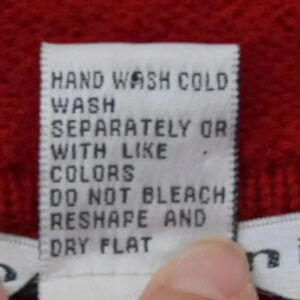 HAND WASH COLD
WASH
SEPARATELY OR
WITH LIKE
COLORS
DO NOT BLEACH
RESHAPE AND
DRY FLAT